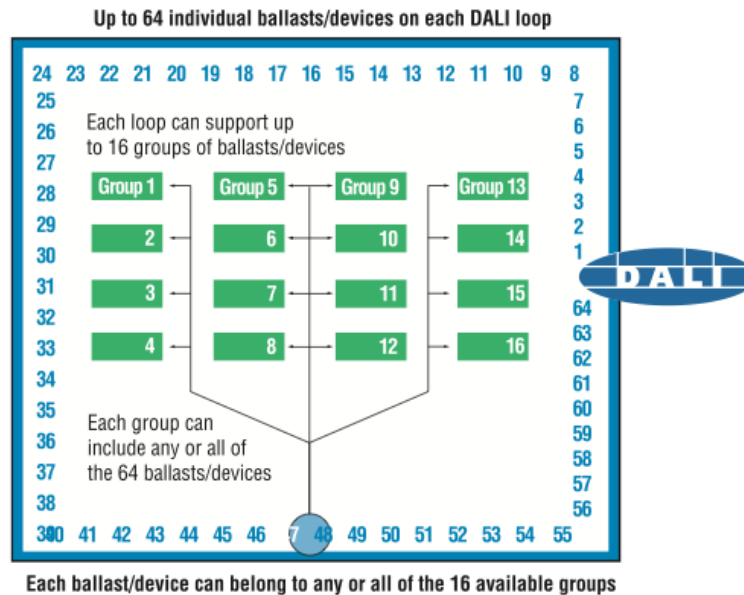 Up to 64 individual ballasts/devices on each DALI loop
24 23 22 21 20 19 18 17 16 15 14 13 12 11 10 9 8
25
26
27
28
29
30
31
32
33
34
35
36
37
38
39
Each loop can support up
to 16 groups of ballasts/devices
Group 1 Group 5 Group 9 Group 13
2 6 10 14
3 7 11 15
4 8 12 16
Each group can
include any or all of
the 64 ballasts/devices
7
6
5
4
3
2
1
DALI
64
63
62
61
60
59
58
57
56
40 41 42 43 44 45 46 7 48 49 50 51 52 53 54 55
Each ballast/device can belong to any or all of the 16 available groups